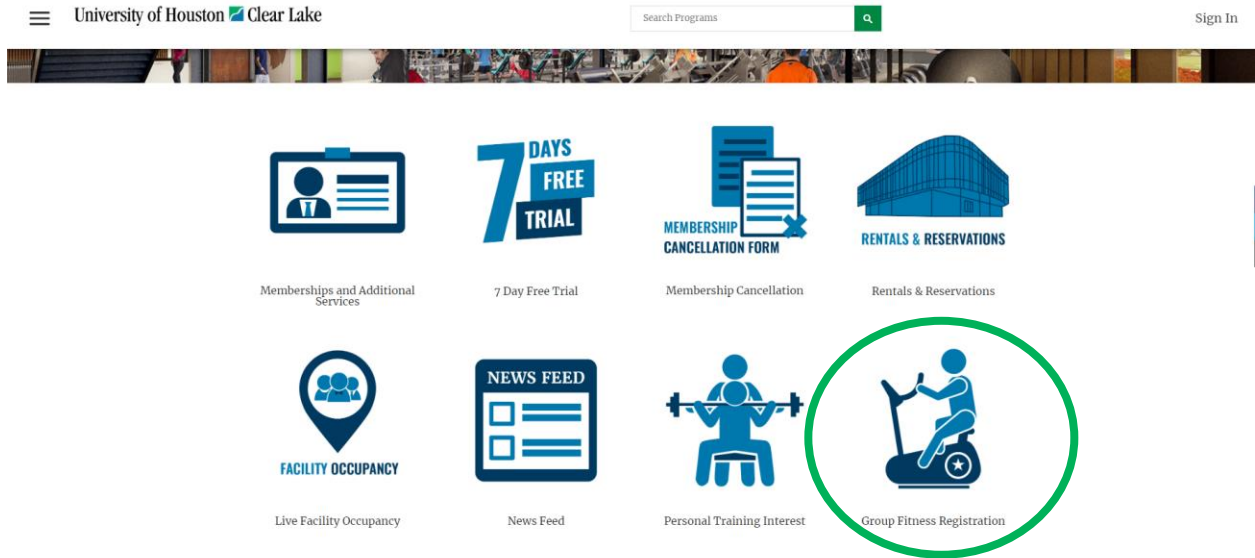 University of Houston Clear Lake
Search Programs
Sign In
7 DAYS
FREE
TRIAL
MEMBERSHIP
CANCELLATION FORM
RENTALS & RESERVATIONS
Memberships and Additional
Services
7 Day Free Trial
Membership Cancellation
Rentals & Reservations
FACILITY OCCUPANCY
NEWS FEED
Live Facility Occupancy
News Feed
Personal Training Interest
Group Fitness Registration